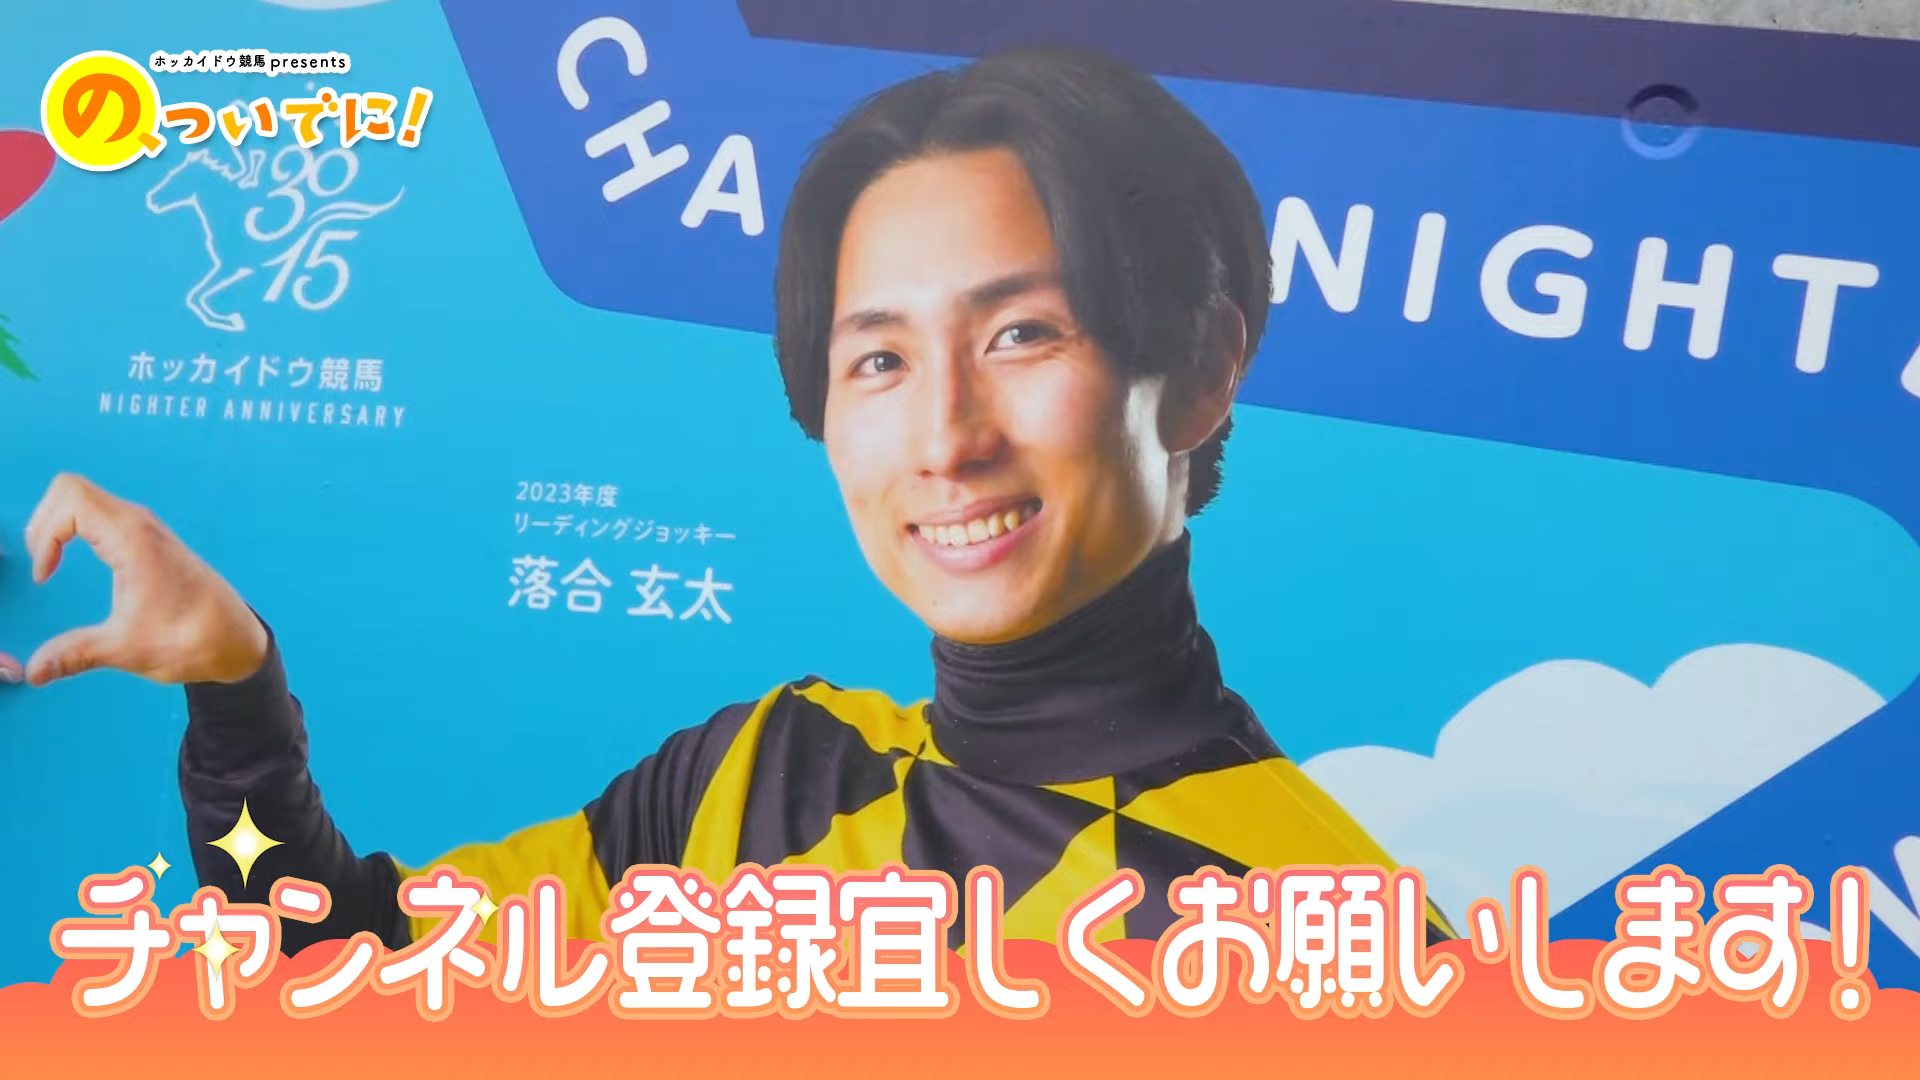 ホッカイドウ競馬presents
の、ついでに!
CHA NIGHT
30
15
ホッカイドウ競馬
NIGHTER ANNIVERSARY
2023年度
リーディングジョッキー
落合 玄太
チャンネル登録宜しくお願いします!